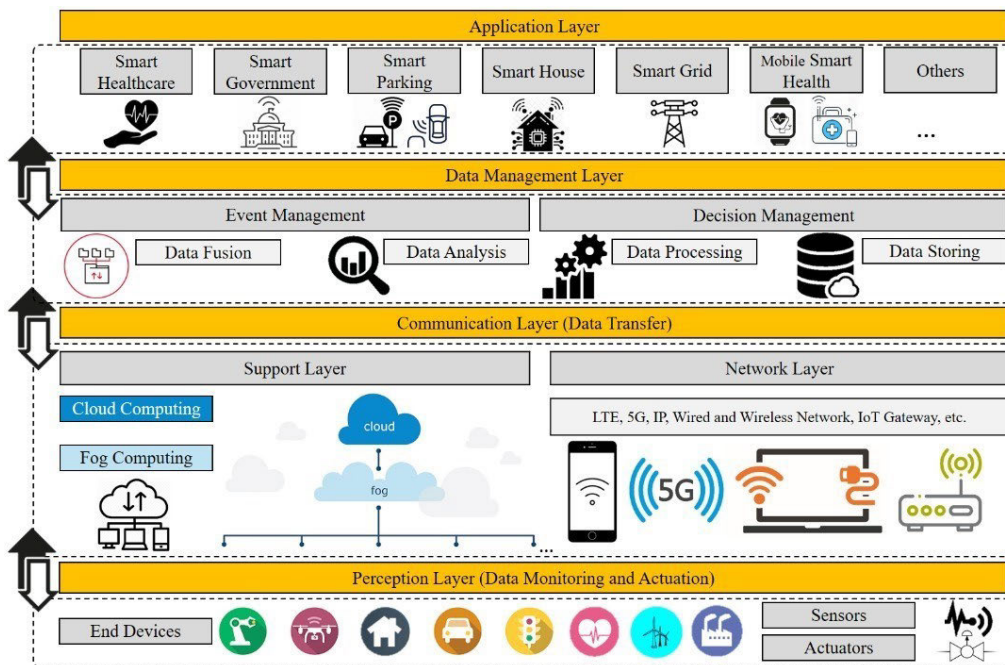 Application Layer
Smart
Healthcare
Smart
Government
Smart
Parking
Smart House
Smart Grid
Mobile Smart
Health
Others
P
...
Data Management Layer
Event Management
Decision Management
Data Fusion
Data Analysis
Data Processing
Data Storing
Communication Layer (Data Transfer)
Support Layer
Network Layer
Cloud Computing
cloud
LTE, 5G, IP, Wired and Wireless Network, IoT Gateway, etc.
Fog Computing
fog
5G
...
Perception Layer (Data Monitoring and Actuation)
End Devices
Sensors
Actuators